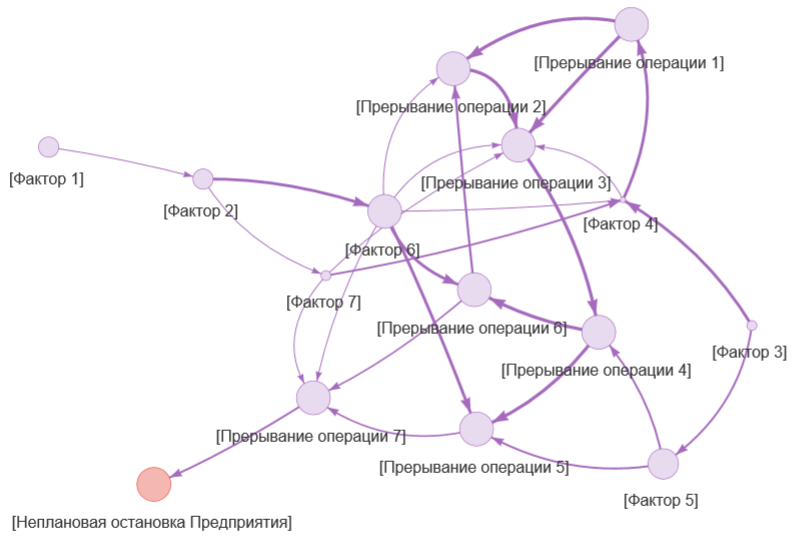 [Прерывание операции 1]
[Прерывание операции 2]
[Фактор 1]
[Прерывание операции 3]
[Фактор 2]
[Фактор 4]
[Фактор 6]
[Фактор 7]
[Прерывание операции 6]
[Фактор 3]
[Прерывание операции 4]
[Прерывание операции 7]
[Прерывание операции 5]
[Фактор 5]
[Неплановая остановка Предприятия]